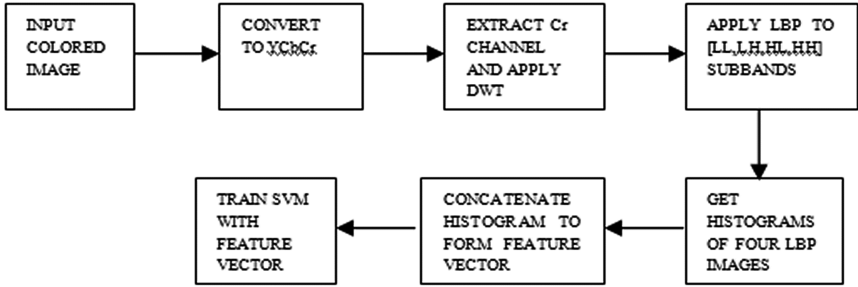 INPUT
COLORED
IMAGE
CONVERT
TO YCbCr
EXTRACT Cr
CHANNEL
AND APPLY
DWT
APPLY LBP TO
[LL,LH,HL,HH]
SUBBANDS
GET
HISTOGRAMS
OF FOUR LBP
IMAGES
CONCATENATE
HISTOGRAM TO
FORM FEATURE
VECTOR
TRAIN SVM
WITH
FEATURE
VECTOR